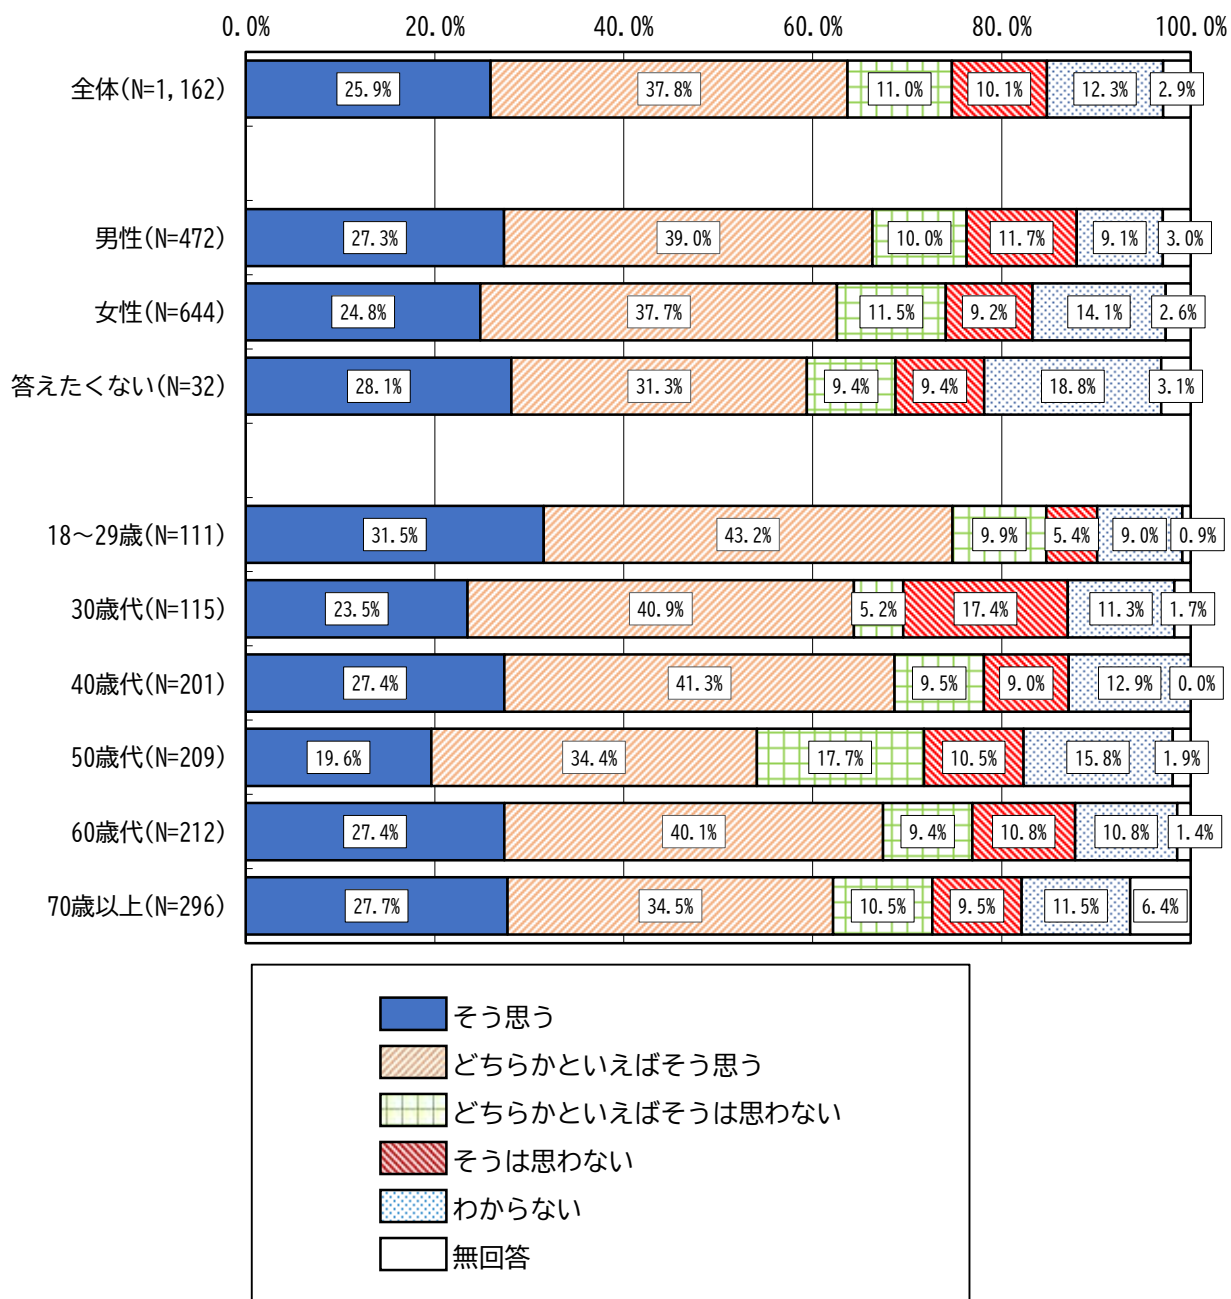 0.0% 20.0% 40.0% 60.0% 80.0% 100.0%
全体(N=1,162) 25.9% 37.8% 11.0% 10.1% 12.3% 2.9%
男性(N=472) 27.3% 39.0% 10.0% 11.7% 9.1% 3.0%
女性(N=644) 24.8% 37.7% 11.5% 9.2% 14.1% 2.6%
答えたくない(N=32) 28.1% 31.3% 9.4% 9.4% 18.8% 3.1%
18～29歳(N=111) 31.5% 43.2% 9.9% 5.4% 9.0% 0.9%
30歳代(N=115) 23.5% 40.9% 5.2% 17.4% 11.3% 1.7%
40歳代(N=201) 27.4% 41.3% 9.5% 9.0% 12.9% 0.0%
50歳代(N=209) 19.6% 34.4% 17.7% 10.5% 15.8% 1.9%
60歳代(N=212) 27.4% 40.1% 9.4% 10.8% 10.8% 1.4%
70歳以上(N=296) 27.7% 34.5% 10.5% 9.5% 11.5% 6.4%
そう思う
どちらかといえばそう思う
どちらかといえばそうは思わない
そうは思わない
わからない
無回答